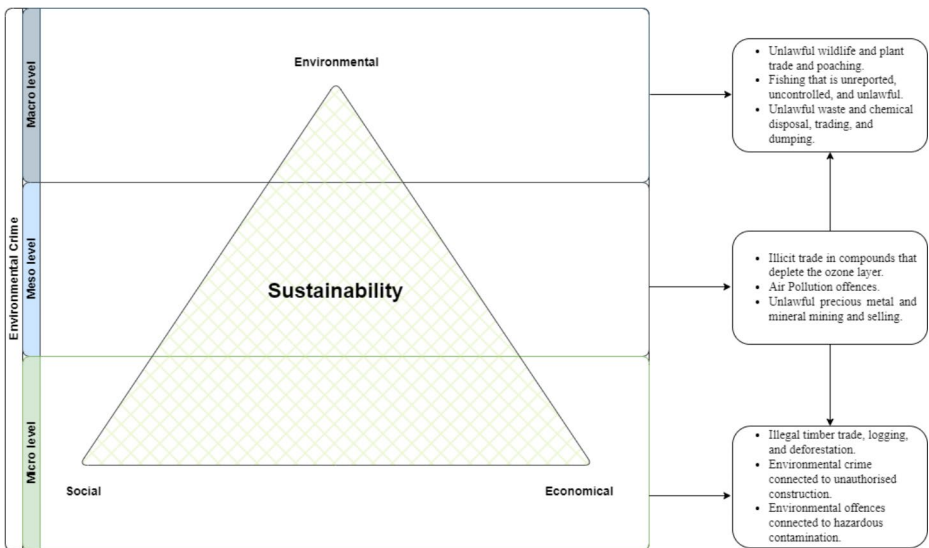 Environmental Crime
Macro level
Meso level
Micro level
Environmental
Sustainability
Social
Economical
• Unlawful wildlife and plant
trade and poaching.
• Fishing that is unreported,
uncontrolled, and unlawful.
• Unlawful waste and chemical
disposal, trading, and
dumping.
• Illicit trade in compounds that
deplete the ozone layer.
• Air Pollution offences.
• Unlawful precious metal and
mineral mining and selling.
• Illegal timber trade, logging,
and deforestation.
• Environmental crime
connected to unauthorised
construction.
• Environmental offences
connected to hazardous
contamination.